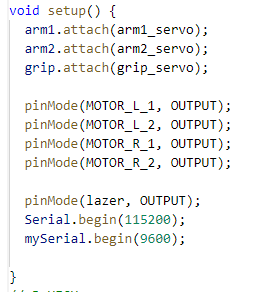 void setup() {
  arm1.attach(arm1_servo);
  arm2.attach(arm2_servo);
  grip.attach(grip_servo);

  pinMode(MOTOR_L_1, OUTPUT);
  pinMode(MOTOR_L_2, OUTPUT);
  pinMode(MOTOR_R_1, OUTPUT);
  pinMode(MOTOR_R_2, OUTPUT);

  pinMode(lazer, OUTPUT);
  Serial.begin(115200);
  mySerial.begin(9600);

}